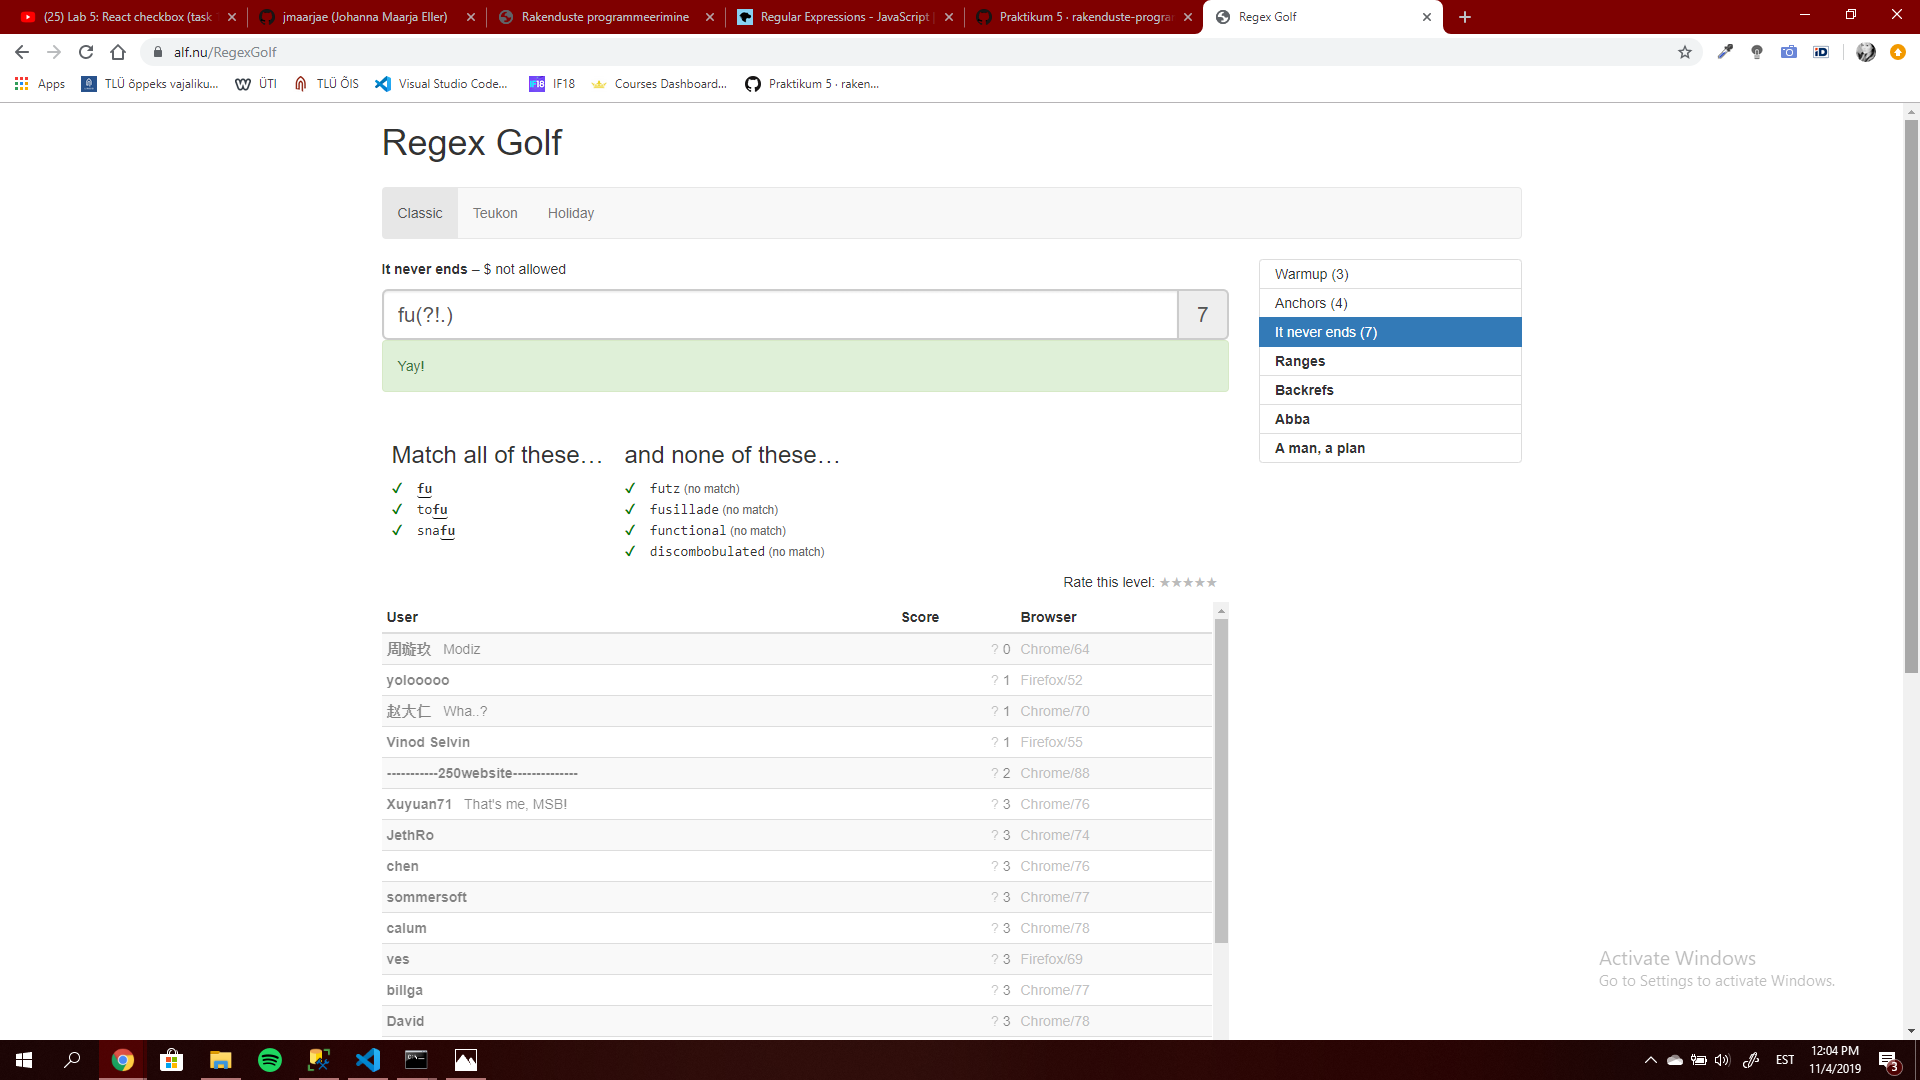 (25) Lab 5: React checkbox (task
jmaarjae (Johanna Maarja Eller)
Rakenduste programmeerimine
Regular Expressions - JavaScript |
Praktikum 5 · rakenduste-progra
Regex Golf
alf.nu/RegexGolf
Apps
TLÜ õppeks vajaliku...
ÜTI
TLÜ ÕIS
Visual Studio Code...
IF18
Courses Dashboard...
Praktikum 5 · raken...
Regex Golf
Classic
Teukon
Holiday
It never ends – $ not allowed
fu(?!.)
7
Yay!
Warmup (3)
Anchors (4)
It never ends (7)
Ranges
Backrefs
Abba
A man, a plan
Match all of these…
✓ fu
✓ tofu
✓ snafu
and none of these…
✓ futz (no match)
✓ fusillade (no match)
✓ functional (no match)
✓ discombobulated (no match)
Rate this level: ★★★★★
User Score Browser
周璇玖 Modiz ? 0 Chrome/64
yolooooo ? 1 Firefox/52
赵大仁 Wha..? ? 1 Chrome/70
Vinod Selvin ? 1 Firefox/55
-----------250website-------------- ? 2 Chrome/88
Xuyuan71 That's me, MSB! ? 3 Chrome/76
JethRo ? 3 Chrome/74
chen ? 3 Chrome/76
sommersoft ? 3 Chrome/77
calum ? 3 Chrome/78
ves ? 3 Firefox/69
billga ? 3 Chrome/77
David ? 3 Chrome/78
Activate Windows
Go to Settings to activate Windows.
EST
12:04 PM
11/4/2019
3